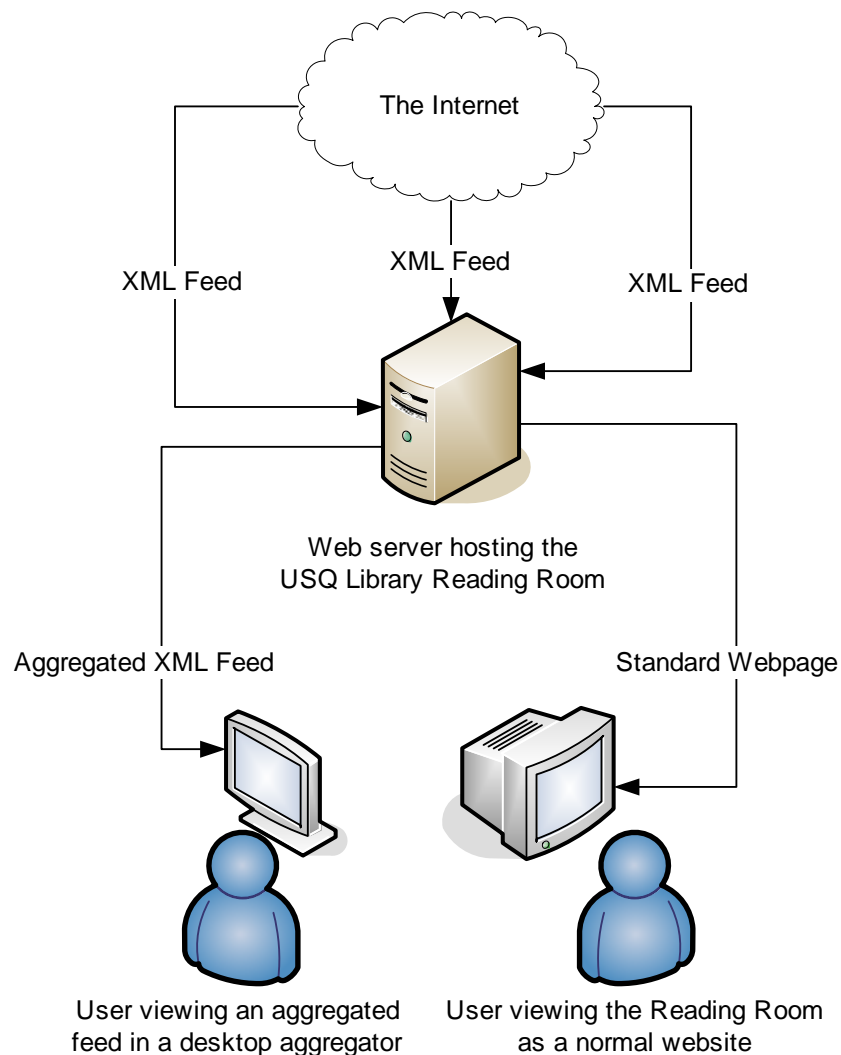 The Internet
XML Feed
XML Feed
XML Feed
Web server hosting the
USQ Library Reading Room
Aggregated XML Feed
Standard Webpage
User viewing an aggregated
feed in a desktop aggregator
User viewing the Reading Room
as a normal website